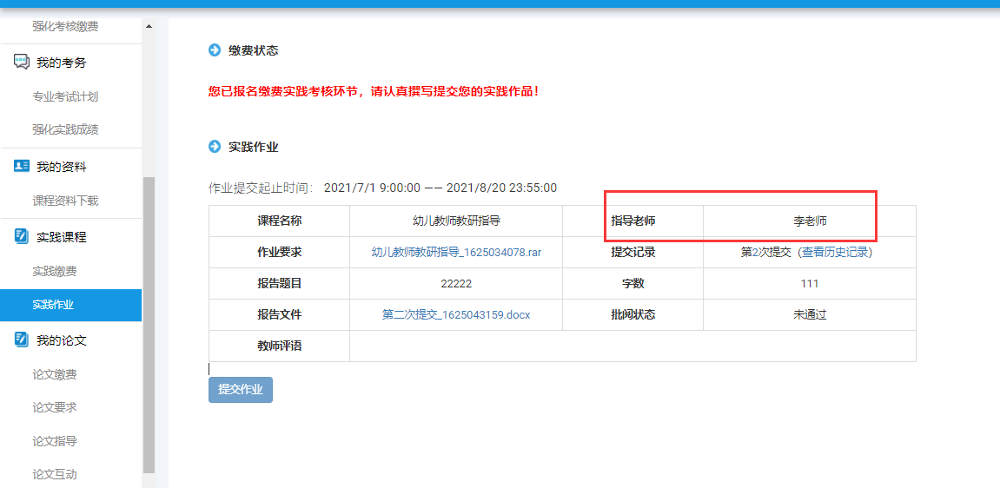 强化考核缴费
我的考务
专业考试计划
强化实践成绩
我的资料
课程资料下载
实践课程
实践缴费
实践作业
我的论文
论文缴费
论文要求
论文指导
论文互动
缴费状态
您已报名缴费实践考核环节，请认真撰写提交您的实践作品！
实践作业
作业提交起止时间： 2021/7/1 9:00:00 —— 2021/8/20 23:55:00
课程名称 幼儿教师教研指导 指导老师 李老师
作业要求 幼儿教师教研指导_1625034078.rar 提交记录 第2次提交（查看历史记录）
报告题目 22222 字数 111
报告文件 第二次提交_1625043159.docx 批阅状态 未通过
教师评语
提交作业